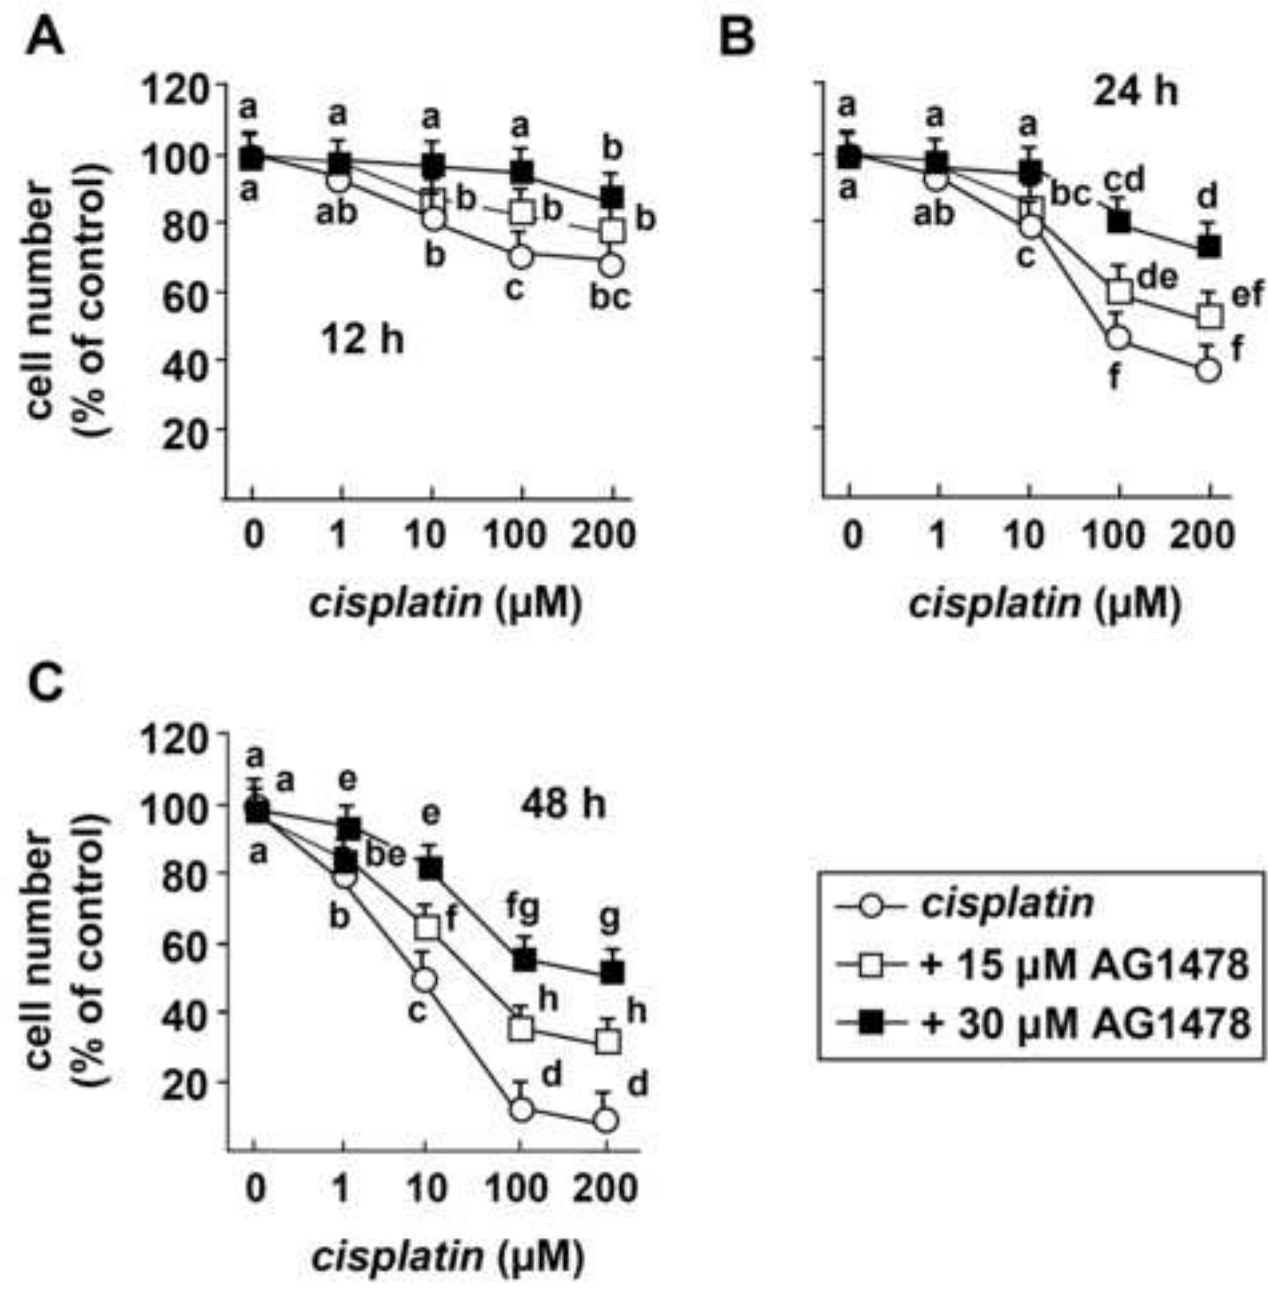 A
120
100
80
60
40
20
cell number
(% of control)
a
a
a
a
b
a
ab
b
b
b
b
c
bc
12 h
0 1 10 100 200
cisplatin (µM)
B
24 h
a
a
a
bc
cd
d
a
ab
c
de
ef
f
f
0 1 10 100 200
cisplatin (µM)
C
120
100
80
60
40
20
cell number
(% of control)
48 h
a
a
e
e
a
be
b
f
fg
g
c
h
h
d
d
0 1 10 100 200
cisplatin (µM)
cisplatin
+ 15 µM AG1478
+ 30 µM AG1478